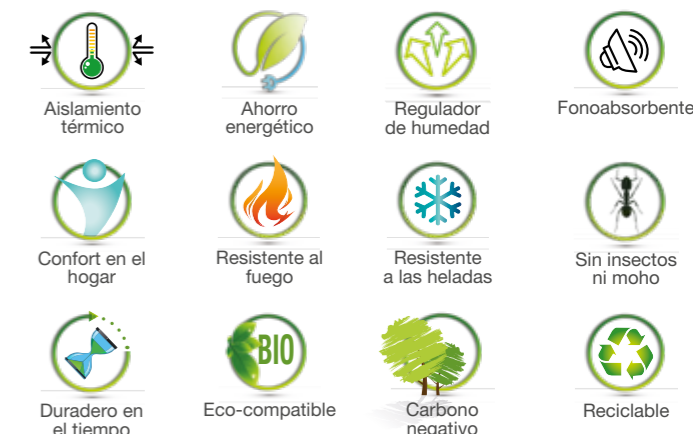 Aislamiento
térmico
Ahorro
energético
Regulador
de humedad
Fonoabsorbente
Confort en el
hogar
Resistente al
fuego
Resistente
a las heladas
Sin insectos
ni moho
BIO
Duradero en
el tiempo
Eco-compatible
Carbono
negativo
Reciclable